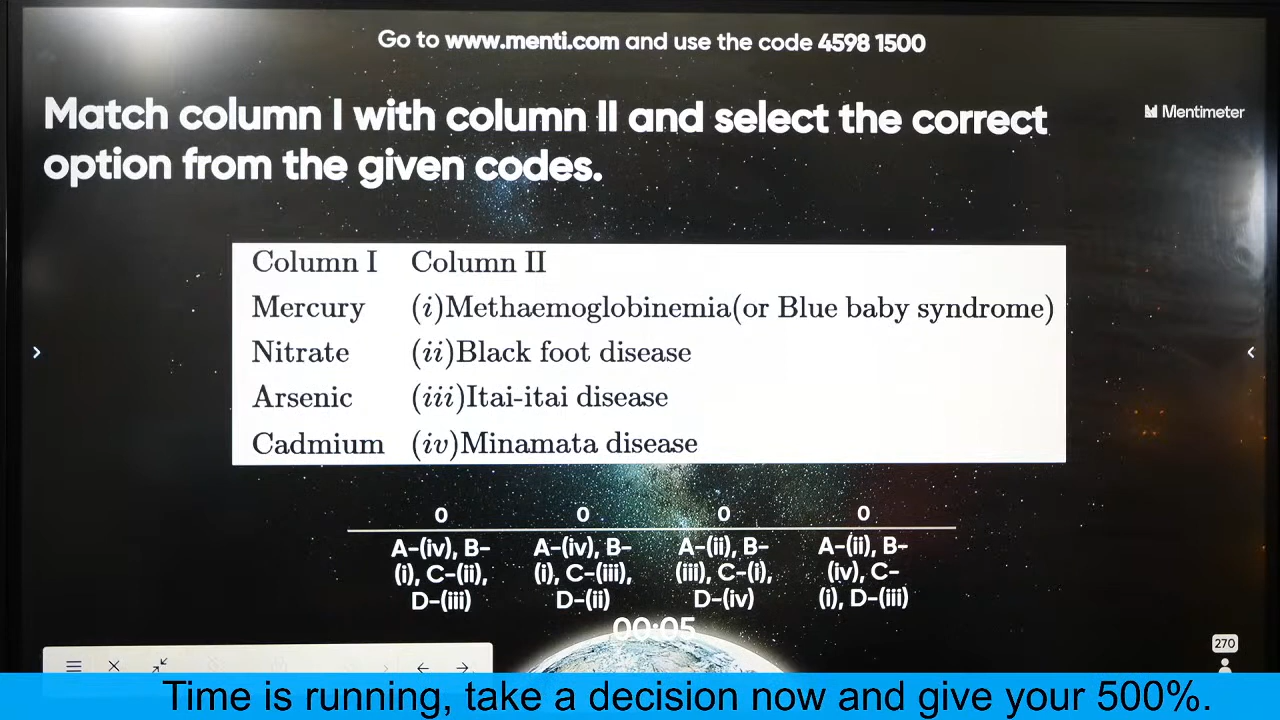 Go to www.menti.com and use the code 4598 1500
Match column I with column II and select the correct
option from the given codes.
Mentimeter
Column I Column II
Mercury (i)Methaemoglobinemia(or Blue baby syndrome)
Nitrate (ii)Black foot disease
Arsenic (iii)Itai-itai disease
Cadmium (iv)Minamata disease
0 0 0 0
A-(iv), B-
(i), C-(ii),
D-(iii)
A-(iv), B-
(i), C-(iii),
D-(ii)
A-(ii), B-
(iii), C-(i),
D-(iv)
A-(ii), B-
(iv), C-
(i), D-(iii)
00:05
270
Time is running, take a decision now and give your 500%.